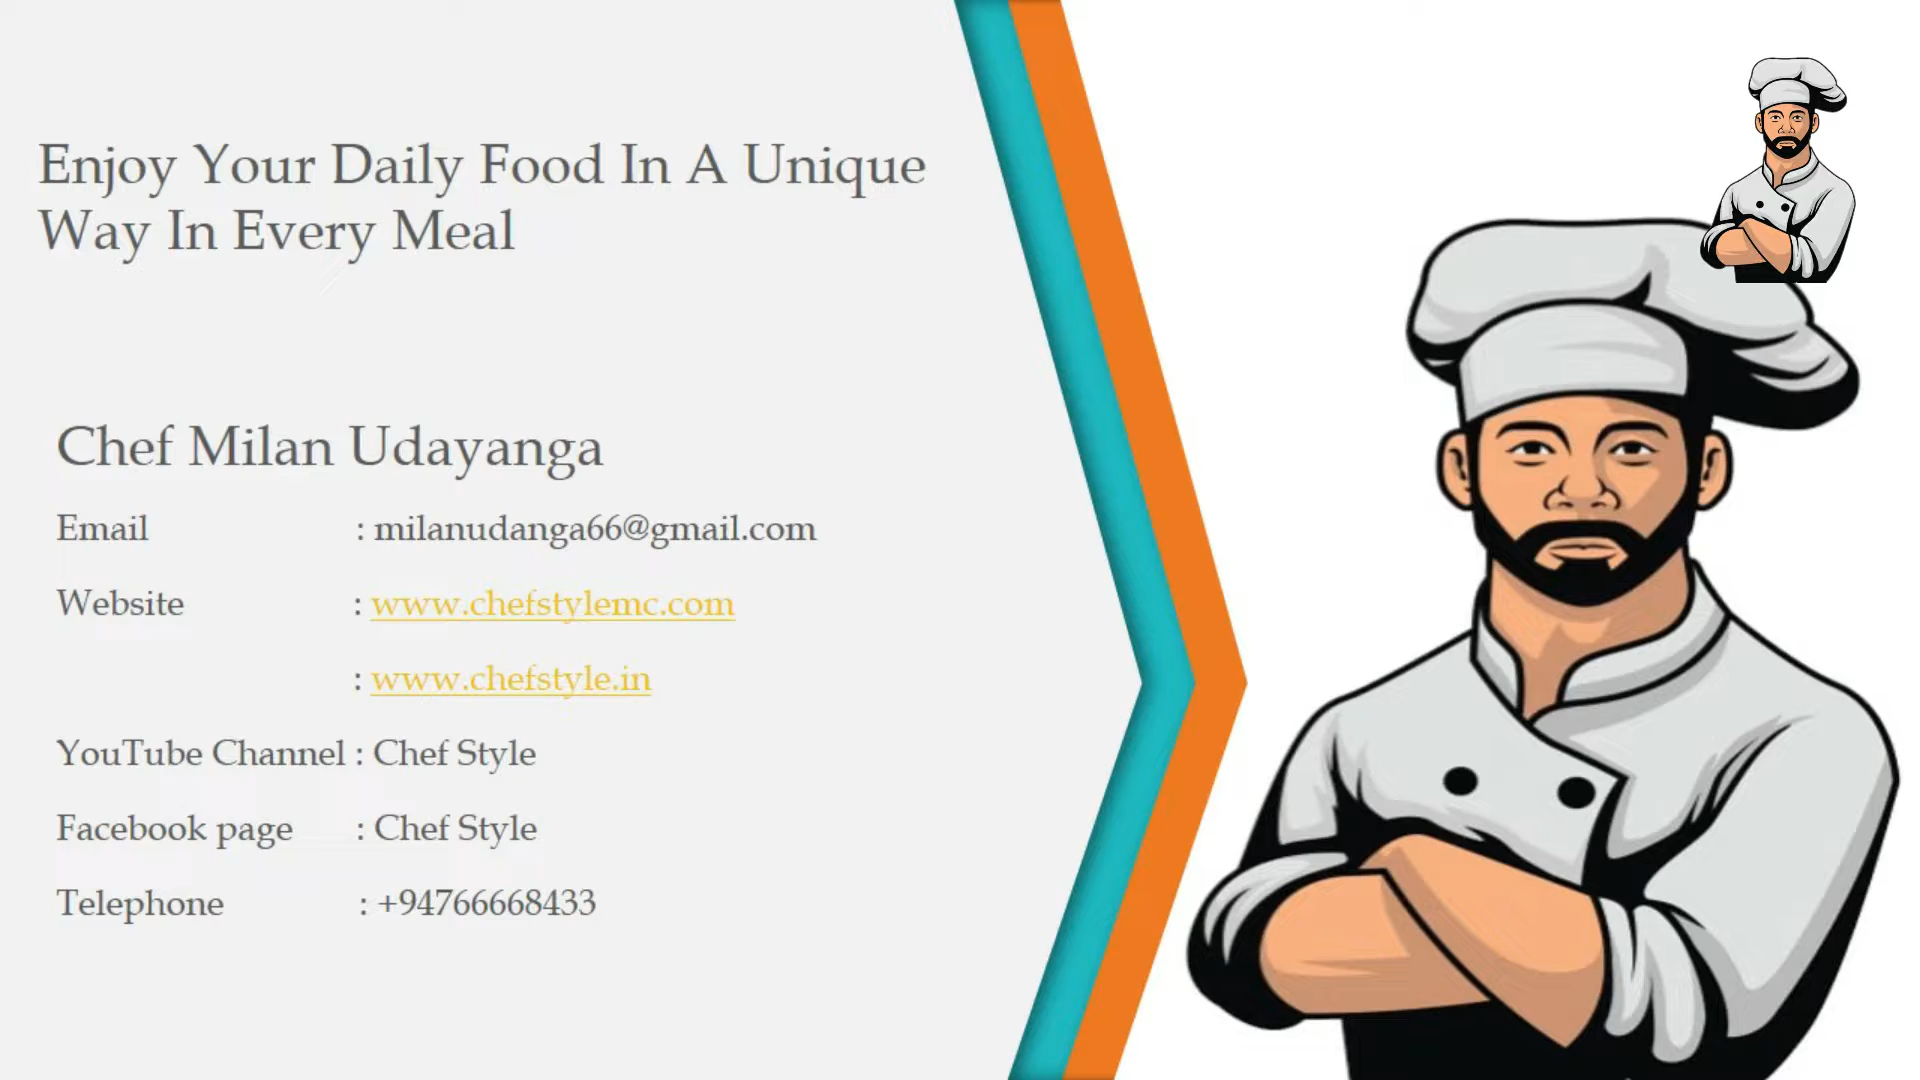 Enjoy Your Daily Food In A Unique
Way In Every Meal
Chef Milan Udayanga
Email : milanudanga66@gmail.com
Website : www.chefstylemc.com
: www.chefstyle.in
YouTube Channel : Chef Style
Facebook page : Chef Style
Telephone : +94766668433